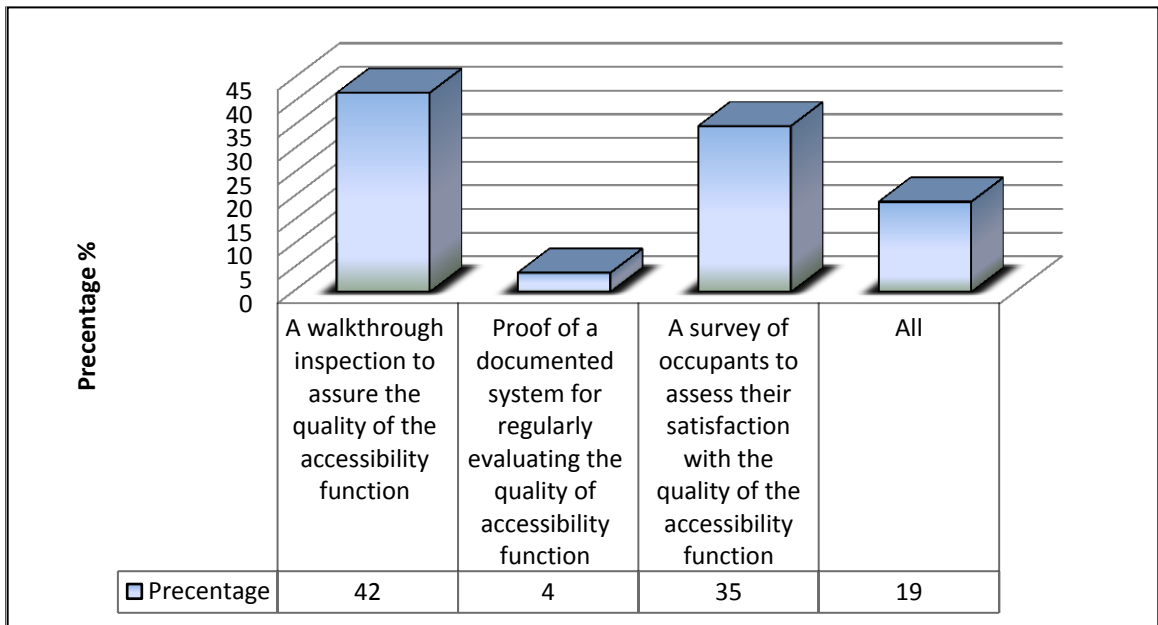 Precentage %
45
40
35
30
25
20
15
10
5
0
A walkthrough
inspection to
assure the
quality of the
accessibility
function
Proof of a
documented
system for
regularly
evaluating the
quality of
accessibility
function
A survey of
occupants to
assess their
satisfaction
with the
quality of the
accessibility
function
All
Precentage 42 4 35 19